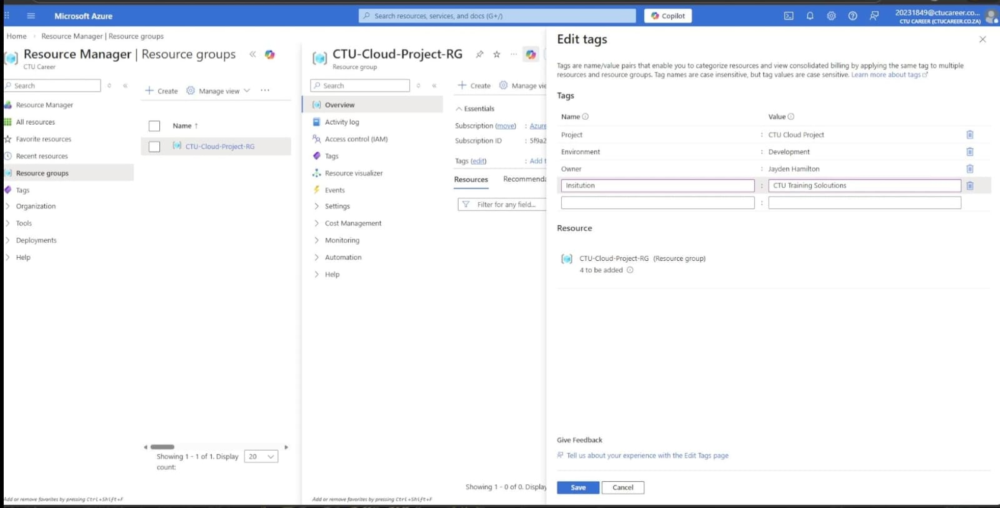 Microsoft Azure
Search resources, services, and docs (G+/)
Copilot
20231849@ctucareer.co...
CTU CAREER (CTUCAREER.CO.ZA)
Home > Resource Manager | Resource groups
Resource Manager | Resource groups
CTU Career
Search
Create
Manage view
...
Resource Manager
All resources
Favorite resources
Recent resources
Resource groups
Tags
Organization
Tools
Deployments
Help
Name ↑
CTU-Cloud-Project-RG
Showing 1 - 1 of 1. Display
count:
20
Add or remove favorites by pressing Ctrl+Shift+F
CTU-Cloud-Project-RG
Resource group
Search
Create
Manage vie
Overview
Activity log
Access control (IAM)
Tags
Resource visualizer
Events
Settings
Cost Management
Monitoring
Automation
Help
Essentials
Subscription (move) : Azure
Subscription ID : 5f9a2
Tags (edit) : Add t
Resources
Recommenda
Filter for any field...
Showing 1 - 0 of 0. Display
Add or remove favorites by pressing Ctrl+Shift+F
Edit tags
Tags are name/value pairs that enable you to categorize resources and view consolidated billing by applying the same tag to multiple
resources and resource groups. Tag names are case insensitive, but tag values are case sensitive. Learn more about tags
Tags
Name
Value
Project : CTU Cloud Project
Environment : Development
Owner : Jayden Hamilton
Insitution : CTU Training Soloutions
:
Resource
CTU-Cloud-Project-RG (Resource group)
4 to be added
Give Feedback
Tell us about your experience with the Edit Tags page
Save
Cancel